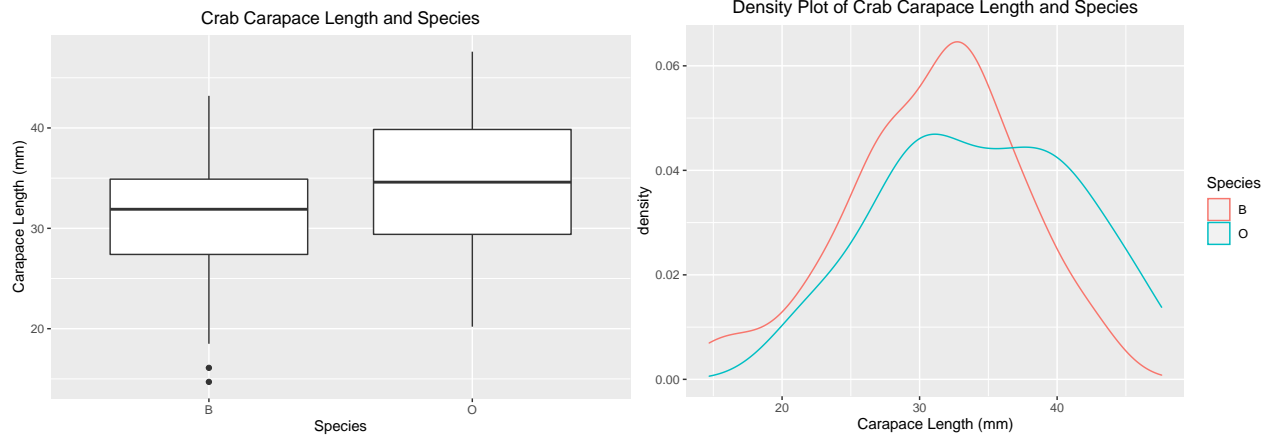 Crab Carapace Length and Species
Carapace Length (mm)
40
30
20
B
O
Species
Density Plot of Crab Carapace Length and Species
density
0.06
0.04
0.02
0.00
20
30
40
Carapace Length (mm)
Species
B
O